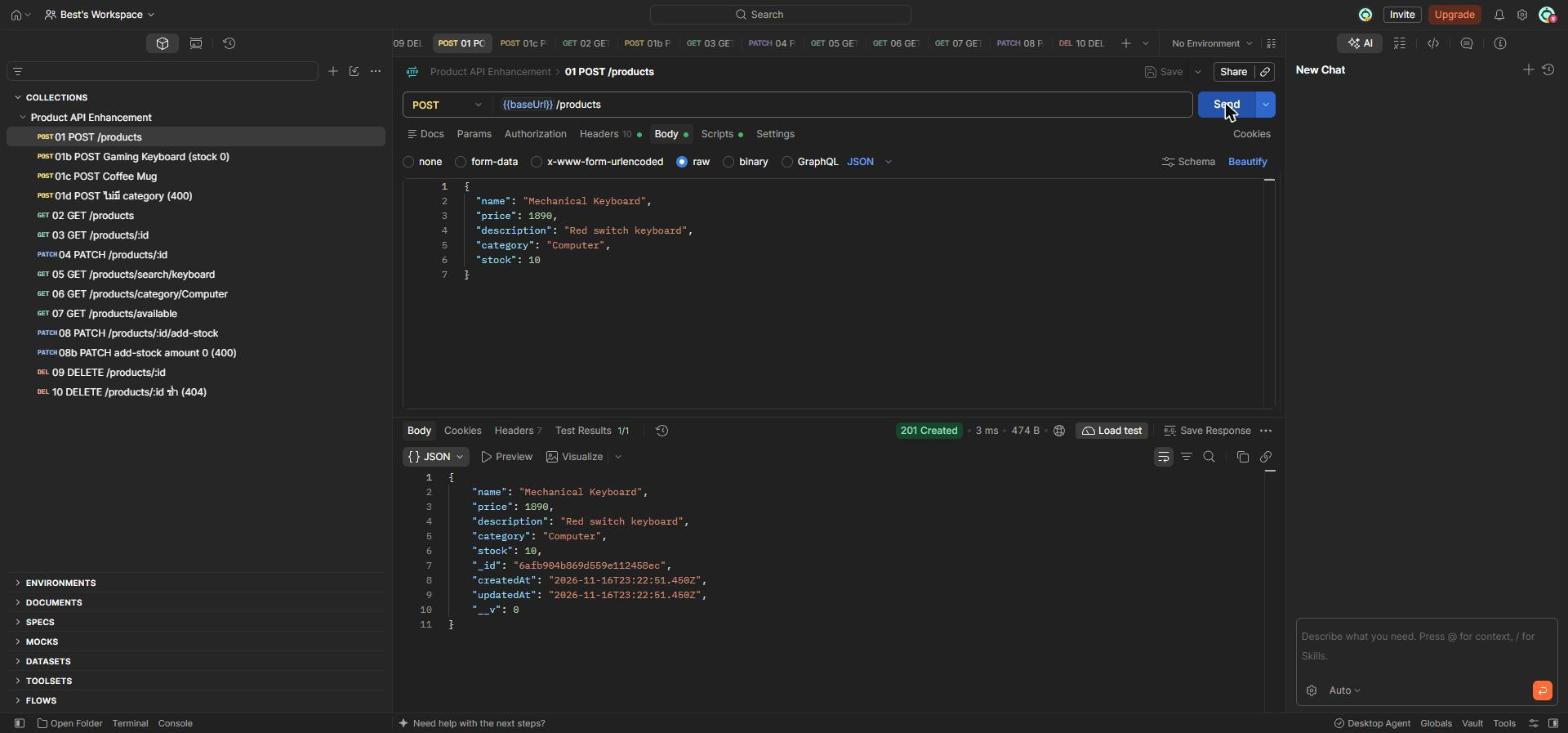 Best's Workspace
Search
Invite
Upgrade
09 DEL
POST 01 PC
POST 01c P
GET 02 GE
POST 01b P
GET 03 GE
PATCH 04 F
GET 05 GE
GET 06 GE
GET 07 GE
PATCH 08 F
DEL 10 DEL
No Environment
AI
COLLECTIONS
Product API Enhancement
POST 01 POST /products
POST 01b POST Gaming Keyboard (stock 0)
POST 01c POST Coffee Mug
POST 01d POST ไม่มี category (400)
GET 02 GET /products
GET 03 GET /products/:id
PATCH 04 PATCH /products/:id
GET 05 GET /products/search/keyboard
GET 06 GET /products/category/Computer
GET 07 GET /products/available
PATCH 08 PATCH /products/:id/add-stock
PATCH 08b PATCH add-stock amount 0 (400)
DEL 09 DELETE /products/:id
DEL 10 DELETE /products/:id ซ้ำ (404)
ENVIRONMENTS
DOCUMENTS
SPECS
MOCKS
DATASETS
TOOLSETS
FLOWS
HTTP Product API Enhancement > 01 POST /products
Save
Share
POST
{{baseUrl}} /products
Send
Docs
Params
Authorization
Headers 10
Body
Scripts
Settings
Cookies
none
form-data
x-www-form-urlencoded
raw
binary
GraphQL
JSON
Schema
Beautify
1 {
2 "name": "Mechanical Keyboard",
3 "price": 1890,
4 "description": "Red switch keyboard",
5 "category": "Computer",
6 "stock": 10
7 }
Body
Cookies
Headers 7
Test Results 1/1
201 Created
3 ms
474 B
Load test
Save Response
{} JSON
Preview
Visualize
1 {
2 "name": "Mechanical Keyboard",
3 "price": 1890,
4 "description": "Red switch keyboard",
5 "category": "Computer",
6 "stock": 10,
7 "_id": "6afb904b869d559e112458ec",
8 "createdAt": "2026-11-16T23:22:51.450Z",
9 "updatedAt": "2026-11-16T23:22:51.450Z",
10 "__v": 0
11 }
New Chat
Describe what you need. Press @ for context, / for
Skills.
Auto
Open Folder
Terminal
Console
Need help with the next steps?
Desktop Agent
Globals
Vault
Tools